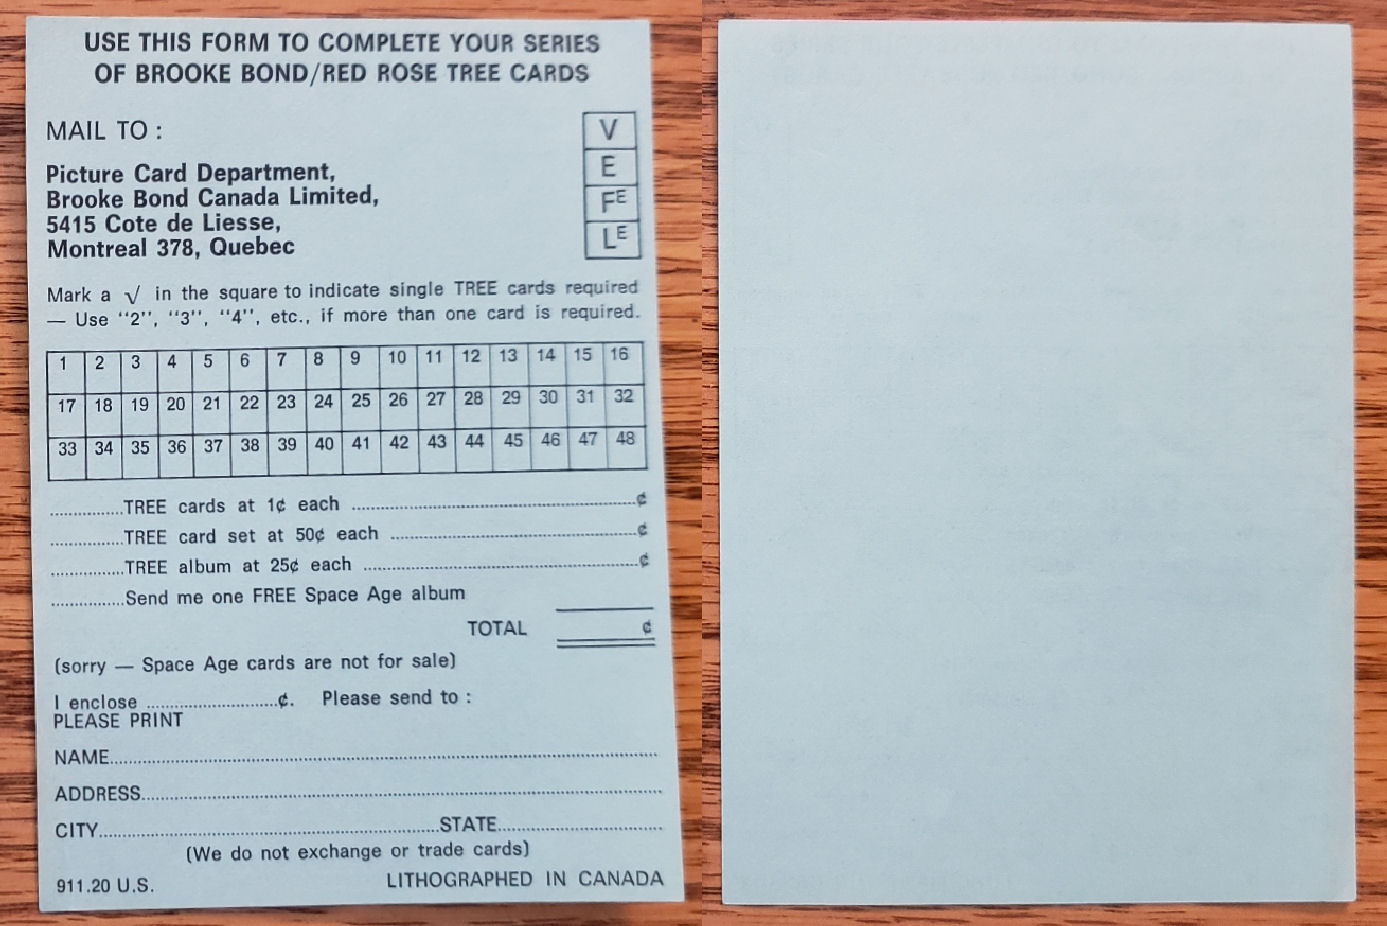 USE THIS FORM TO COMPLETE YOUR SERIES
OF BROOKE BOND/RED ROSE TREE CARDS
MAIL TO :
Picture Card Department,
Brooke Bond Canada Limited,
5415 Cote de Liesse,
Montreal 378, Quebec
V
E
FE
LE
Mark a √ in the square to indicate single TREE cards required
— Use "2", "3", "4", etc., if more than one card is required.
1 2 3 4 5 6 7 8 9 10 11 12 13 14 15 16
17 18 19 20 21 22 23 24 25 26 27 28 29 30 31 32
33 34 35 36 37 38 39 40 41 42 43 44 45 46 47 48
...............TREE cards at 1¢ each ...............¢
...............TREE card set at 50¢ each ...............¢
...............TREE album at 25¢ each ...............¢
...............Send me one FREE Space Age album
TOTAL ¢
(sorry — Space Age cards are not for sale)
I enclose ...............¢. Please send to :
PLEASE PRINT
NAME...............
ADDRESS...............
CITY...............STATE...............
(We do not exchange or trade cards)
911.20 U.S. LITHOGRAPHED IN CANADA